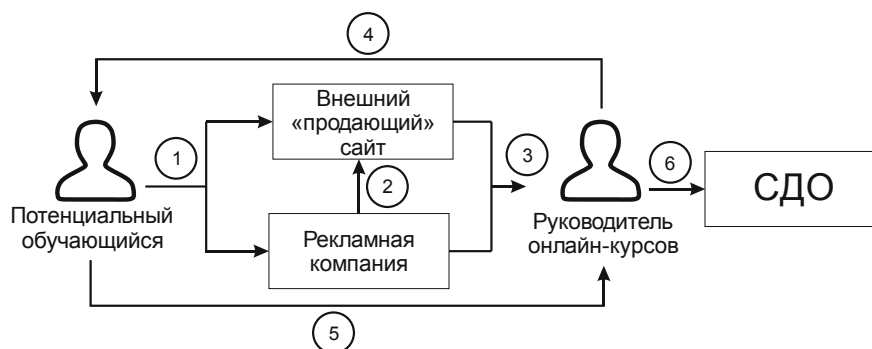 4
Внешний
«продающий»
сайт
1
3
6
2
СДО
Потенциальный
обучающийся
Рекламная
компания
Руководитель
онлайн-курсов
5